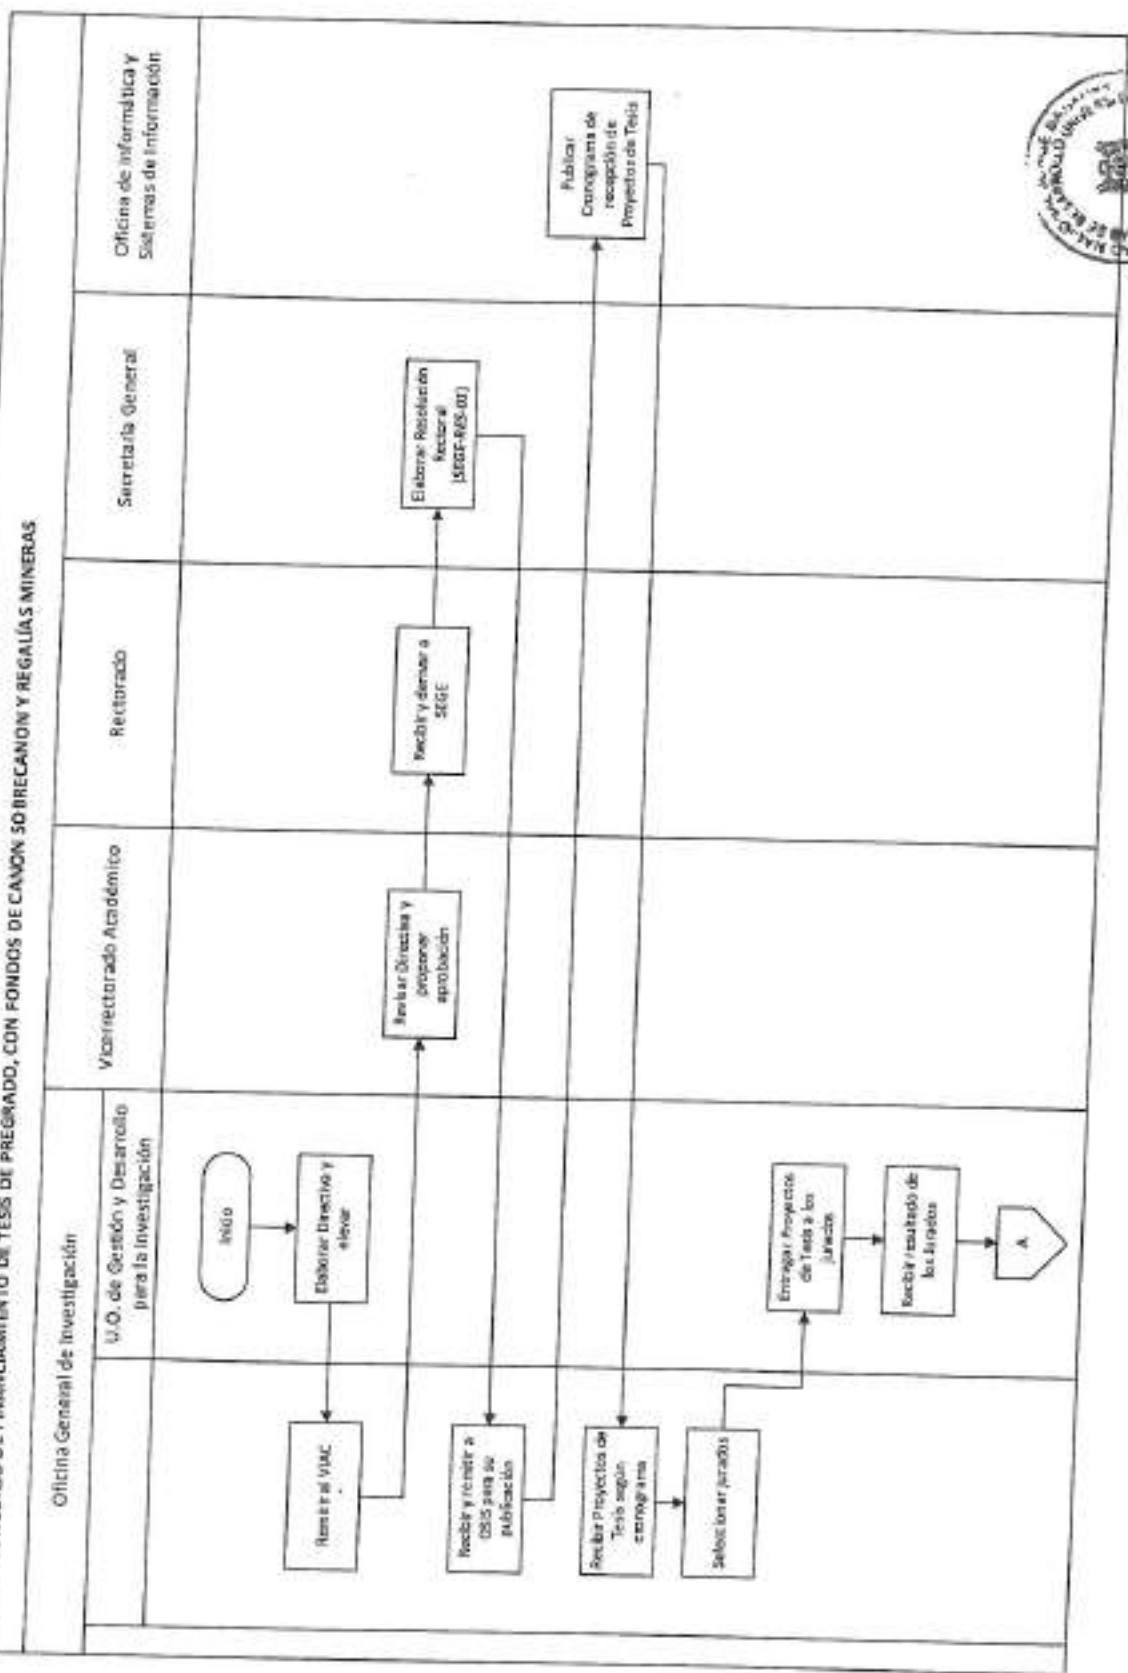 DE FINANCIAMIENTO DE TESIS DE PREGRADO, CON FONDOS DE CANON SOBRECANON Y REGALÍAS MINERAS
Oficina General de Investigación
U.O. de Gestión y Desarrollo
para la Investigación
Vicerrectorado Académico
Rectorado
Secretaría General
Oficina de Informática y
Sistemas de Información
Inicio
Elaborar Directiva y
elevar
Remitir al VIAC
Revisar Directiva y
proponer
aprobación
Recibir y derivar a
SEGE
Elaborar Resolución
Rectoral
Recibir y remitir a
OSIS para su
publicación
Publicar
Cronograma de
recepción de
Proyectos de Tesis
Recibir Proyectos de
Tesis según
cronograma
Seleccionar jurados
Entregar Proyectos
de Tesis a los
jurados
Recibir resultado de
los Jurados
A